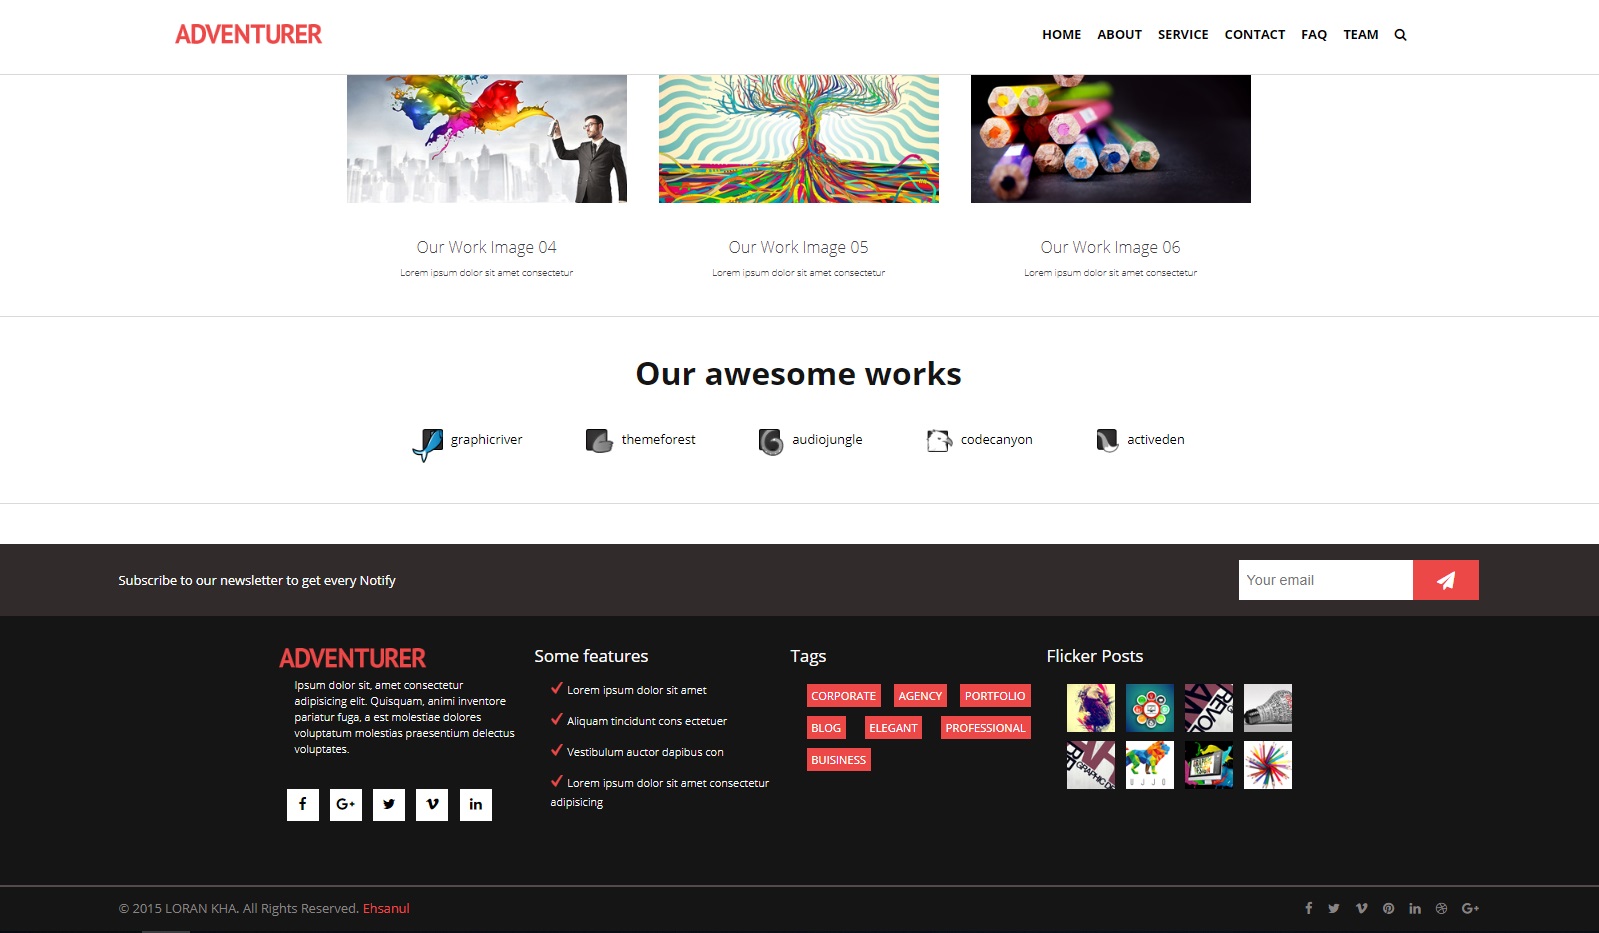 ADVENTURER
HOME ABOUT SERVICE CONTACT FAQ TEAM
Our Work Image 04
Lorem ipsum dolor sit amet consectetur
Our Work Image 05
Lorem ipsum dolor sit amet consectetur
Our Work Image 06
Lorem ipsum dolor sit amet consectetur
Our awesome works
graphicriver themeforest audiojungle codecanyon activeden
Subscribe to our newsletter to get every Notify
Your email
ADVENTURER
Ipsum dolor sit, amet consectetur
adipisicing elit. Quisquam, animi inventore
pariatur fuga, a est molestiae dolores
voluptatum molestias praesentium delectus
voluptates.
Some features
Lorem ipsum dolor sit amet
Aliquam tincidunt cons ectetuer
Vestibulum auctor dapibus con
Lorem ipsum dolor sit amet consectetur
adipisicing
Tags
CORPORATE AGENCY PORTFOLIO
BLOG ELEGANT PROFESSIONAL
BUISINESS
Flicker Posts
© 2015 LORAN KHA. All Rights Reserved. Ehsanul